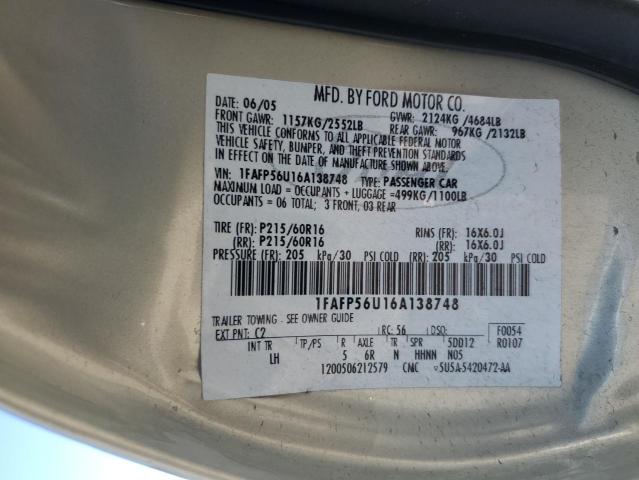 MFD. BY FORD MOTOR CO.
DATE: 06/05 GVWR: 2124KG /4684LB
FRONT GAWR: 1157KG/2552LB REAR GAWR: 967KG /2132LB
THIS VEHICLE CONFORMS TO ALL APPLICABLE FEDERAL MOTOR
VEHICLE SAFETY, BUMPER, AND THEFT PREVENTION STANDARDS
IN EFFECT ON THE DATE OF MANUFACTURE SHOWN ABOVE.
VIN: 1FAFP56U16A138748 TYPE: PASSENGER CAR
MAXIMUM LOAD = OCCUPANTS + LUGGAGE =499KG/1100LB
OCCUPANTS = 06 TOTAL; 3 FRONT, 03 REAR
TIRE (FR): P215/60R16 RIMS (FR): 16X6.0J
(RR): P215/60R16 (RR): 16X6.0J
PRESSURE (FR): 205 kPa/30 PSI COLD (RR): 205 kPa/30 PSI COLD
1FAFP56U16A138748
TRAILER TOWING - SEE OWNER GUIDE
EXT PNT: C2 RC: 56 DSO: F0054
INT TR TP/PS R AXLE TR SPR 5DD12 R0107
LH 5 6R N HHNN N05
1200506212579 CMC 5U5A-5420472-AA